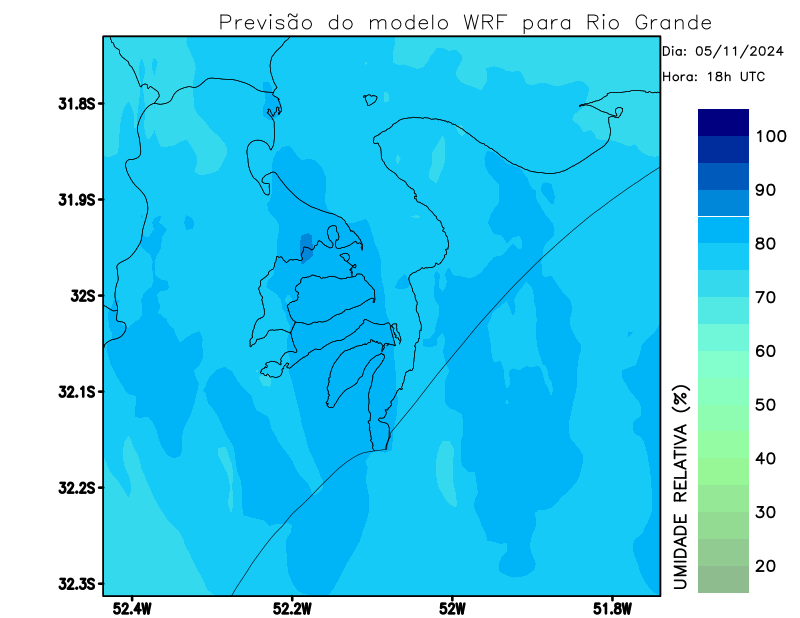 Previsão do modelo WRF para Rio Grande
Dia: 05/11/2024
Hora: 18h UTC
31.8S
31.9S
32S
32.1S
32.2S
32.3S
52.4W
52.2W
52W
51.8W
100
90
80
70
60
50
40
30
20
UMIDADE RELATIVA (%)